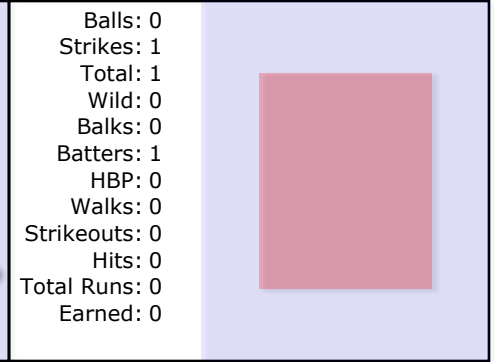 Balls: 0
Strikes: 1
Total: 1
Wild: 0
Balks: 0
Batters: 1
HBP: 0
Walks: 0
Strikeouts: 0
Hits: 0
Total Runs: 0
Earned: 0